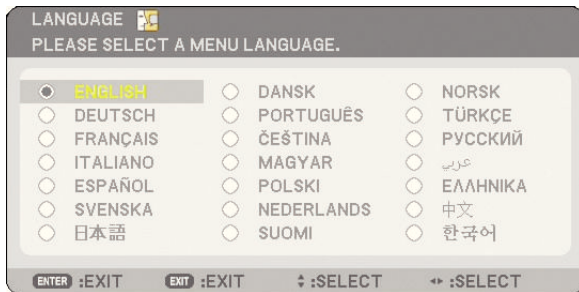 LANGUAGE
PLEASE SELECT A MENU LANGUAGE.
ENGLISH DANSK NORSK
DEUTSCH PORTUGUÊS TÜRKÇE
FRANÇAIS ČEŠTINA РУССКИЙ
ITALIANO MAGYAR عربي
ESPAÑOL POLSKI ΕΛΛΗΝΙΚΑ
SVENSKA NEDERLANDS 中文
日本語 SUOMI 한국어
ENTER :EXIT EXIT :EXIT :SELECT :SELECT